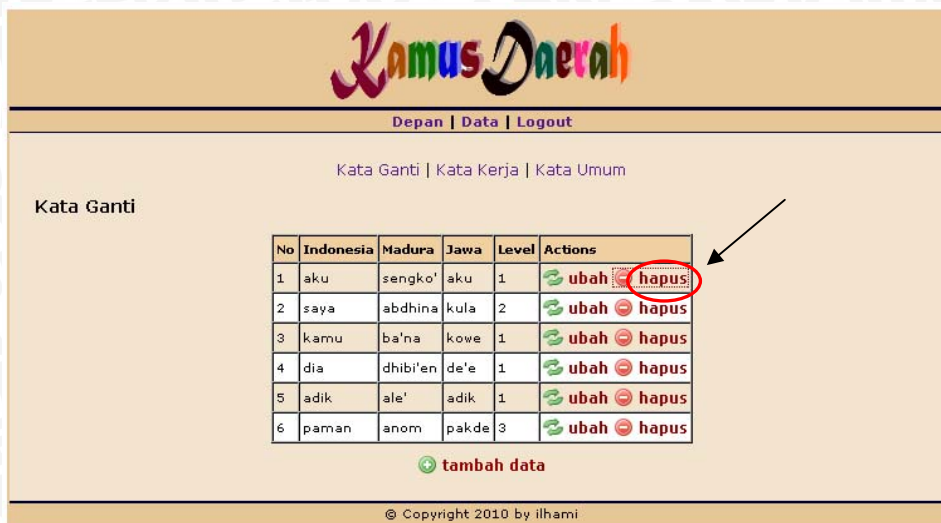 Kamus Daerah
Depan | Data | Logout
Kata Ganti | Kata Kerja | Kata Umum
Kata Ganti
No Indonesia Madura Jawa Level Actions
1 aku sengko' aku 1 ubah hapus
2 saya abdhina kula 2 ubah hapus
3 kamu ba'na kowe 1 ubah hapus
4 dia dhibi'en de'e 1 ubah hapus
5 adik ale' adik 1 ubah hapus
6 paman anom pakde 3 ubah hapus
tambah data
© Copyright 2010 by ilhami